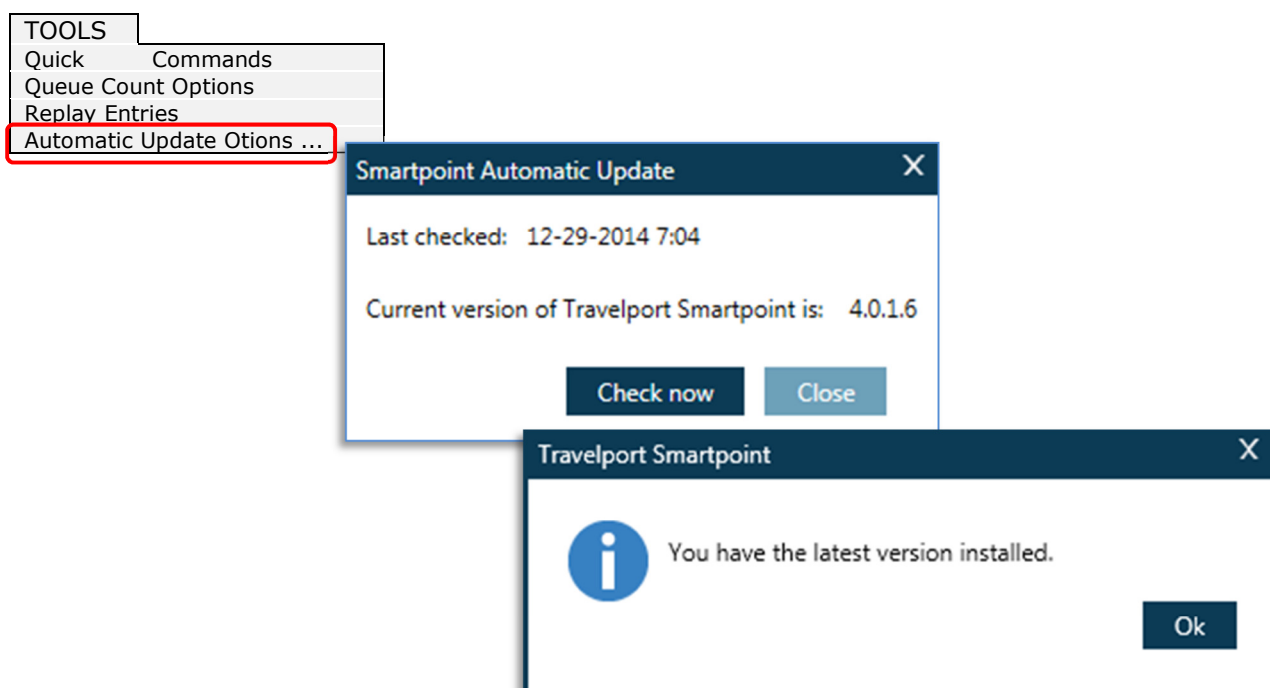 TOOLS
Quick Commands
Queue Count Options
Replay Entries
Automatic Update Otions ...
Smartpoint Automatic Update X
Last checked: 12-29-2014 7:04
Current version of Travelport Smartpoint is: 4.0.1.6
Check now Close
Travelport Smartpoint X
You have the latest version installed.
Ok